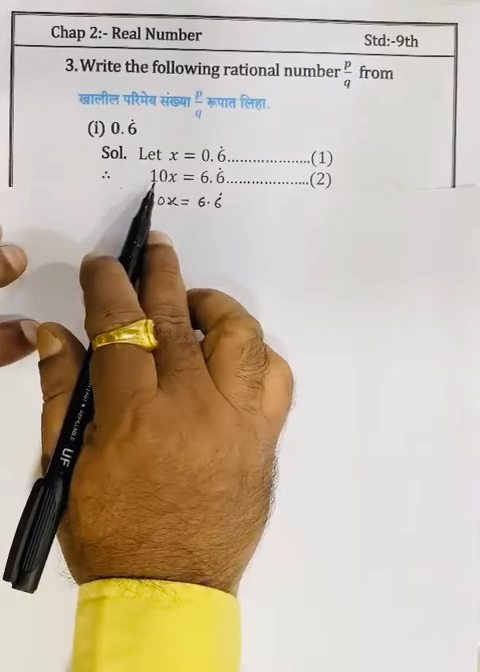 Chap 2:- Real Number Std:-9th
3. Write the following rational number p/q from
खालील परिमेय संख्या p/q रूपात लिहा.
(i) 0.6̇
Sol. Let x = 0.6̇.....................(1)
∴ 10x = 6.6̇.....................(2)
0x = 6.6̇
UF